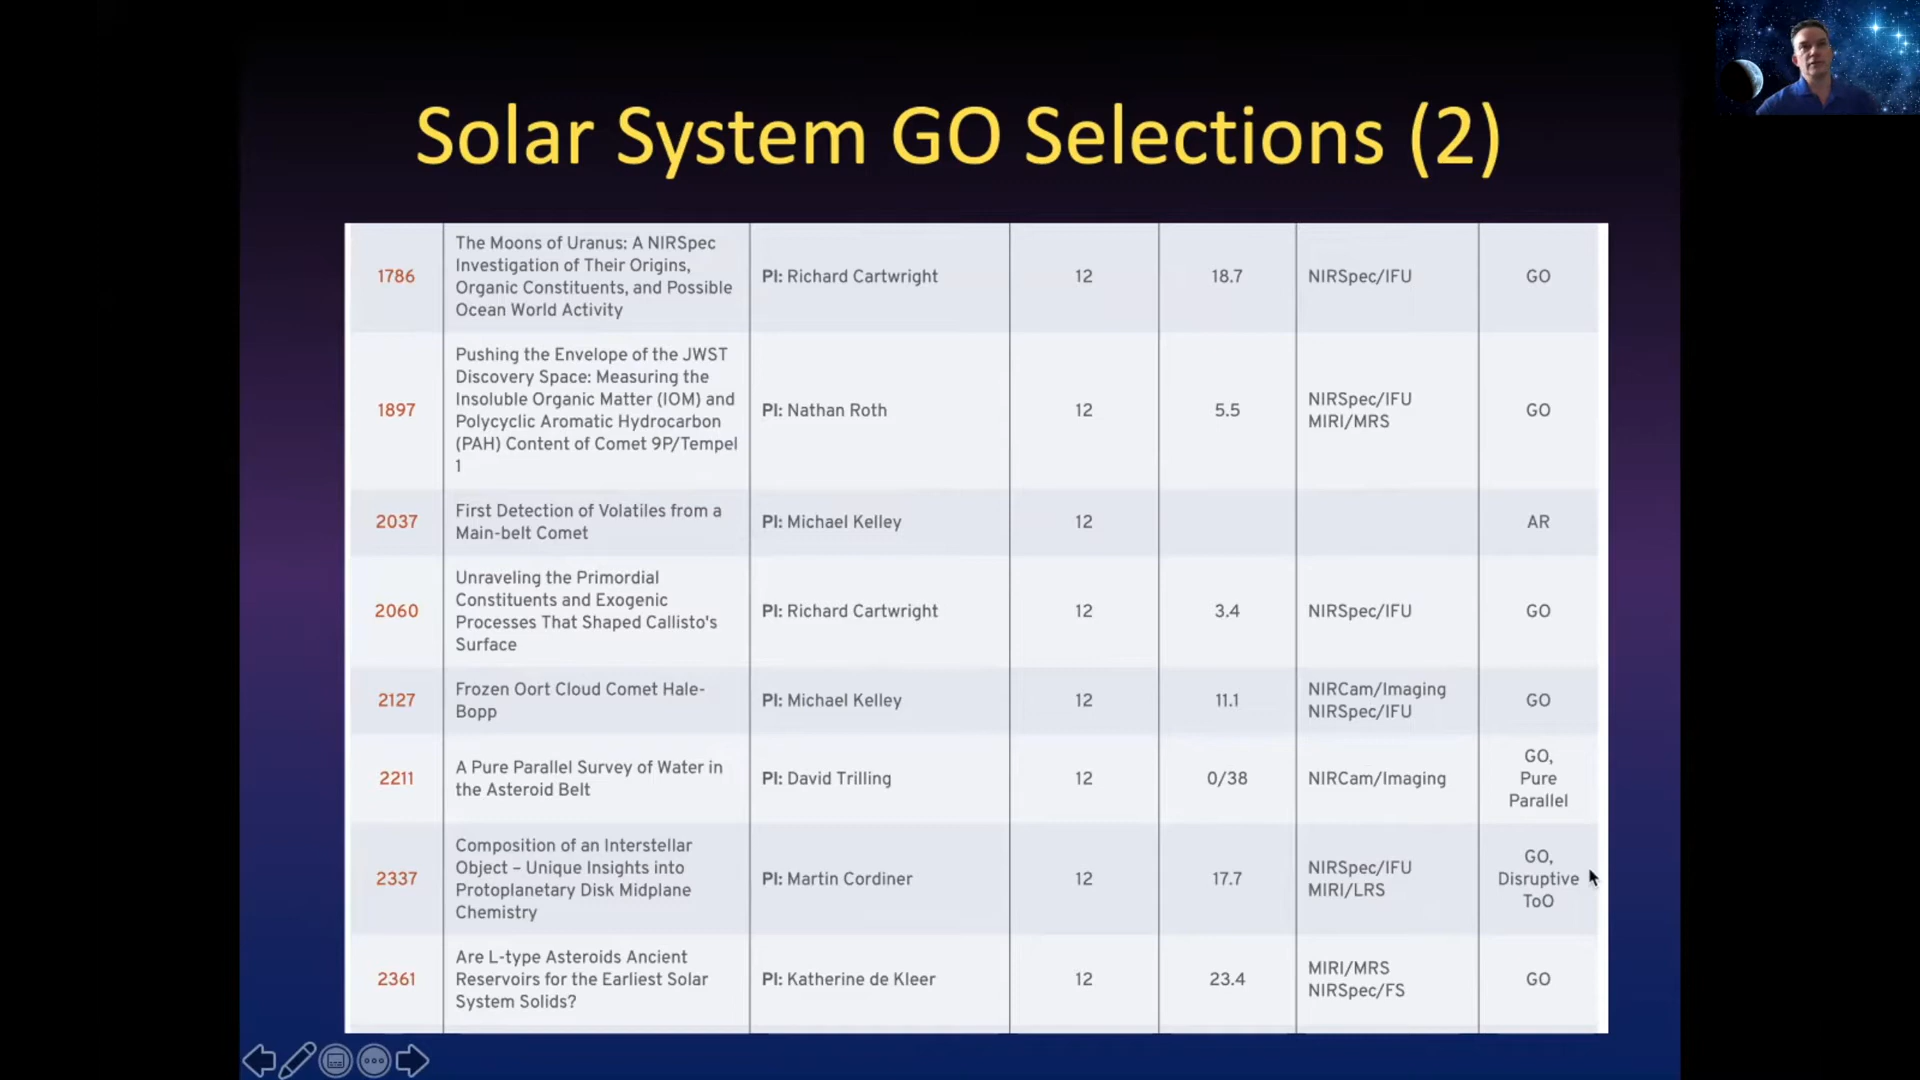 Solar System GO Selections (2)
1786
The Moons of Uranus: A NIRSpec
Investigation of Their Origins,
Organic Constituents, and Possible
Ocean World Activity
PI: Richard Cartwright
12
18.7
NIRSpec/IFU
GO
1897
Pushing the Envelope of the JWST
Discovery Space: Measuring the
Insoluble Organic Matter (IOM) and
Polycyclic Aromatic Hydrocarbon
(PAH) Content of Comet 9P/Tempel
1
PI: Nathan Roth
12
5.5
NIRSpec/IFU
MIRI/MRS
GO
2037
First Detection of Volatiles from a
Main-belt Comet
PI: Michael Kelley
12
AR
2060
Unraveling the Primordial
Constituents and Exogenic
Processes That Shaped Callisto's
Surface
PI: Richard Cartwright
12
3.4
NIRSpec/IFU
GO
2127
Frozen Oort Cloud Comet Hale-
Bopp
PI: Michael Kelley
12
11.1
NIRCam/Imaging
NIRSpec/IFU
GO
2211
A Pure Parallel Survey of Water in
the Asteroid Belt
PI: David Trilling
12
0/38
NIRCam/Imaging
GO,
Pure
Parallel
2337
Composition of an Interstellar
Object – Unique Insights into
Protoplanetary Disk Midplane
Chemistry
PI: Martin Cordiner
12
17.7
NIRSpec/IFU
MIRI/LRS
GO,
Disruptive
ToO
2361
Are L-type Asteroids Ancient
Reservoirs for the Earliest Solar
System Solids?
PI: Katherine de Kleer
12
23.4
MIRI/MRS
NIRSpec/FS
GO